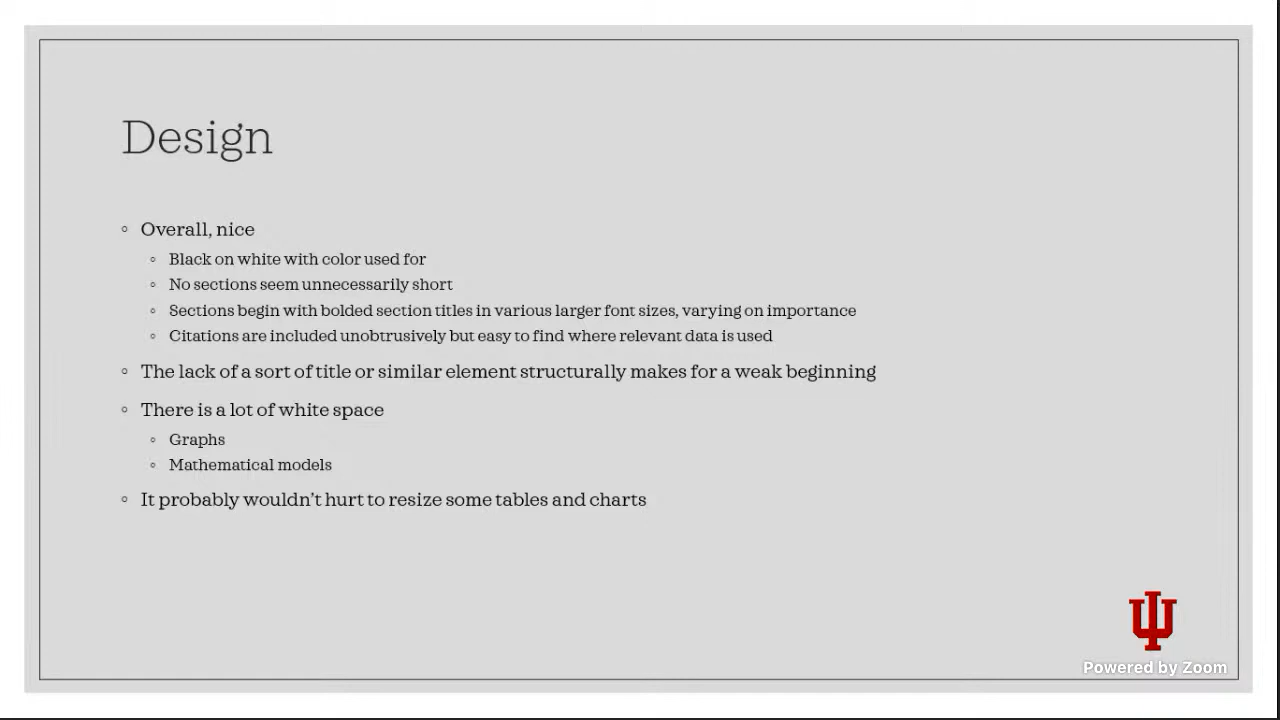 Design
Overall, nice
Black on white with color used for
No sections seem unnecessarily short
Sections begin with bolded section titles in various larger font sizes, varying on importance
Citations are included unobtrusively but easy to find where relevant data is used
The lack of a sort of title or similar element structurally makes for a weak beginning
There is a lot of white space
Graphs
Mathematical models
It probably wouldn’t hurt to resize some tables and charts
Powered by Zoom